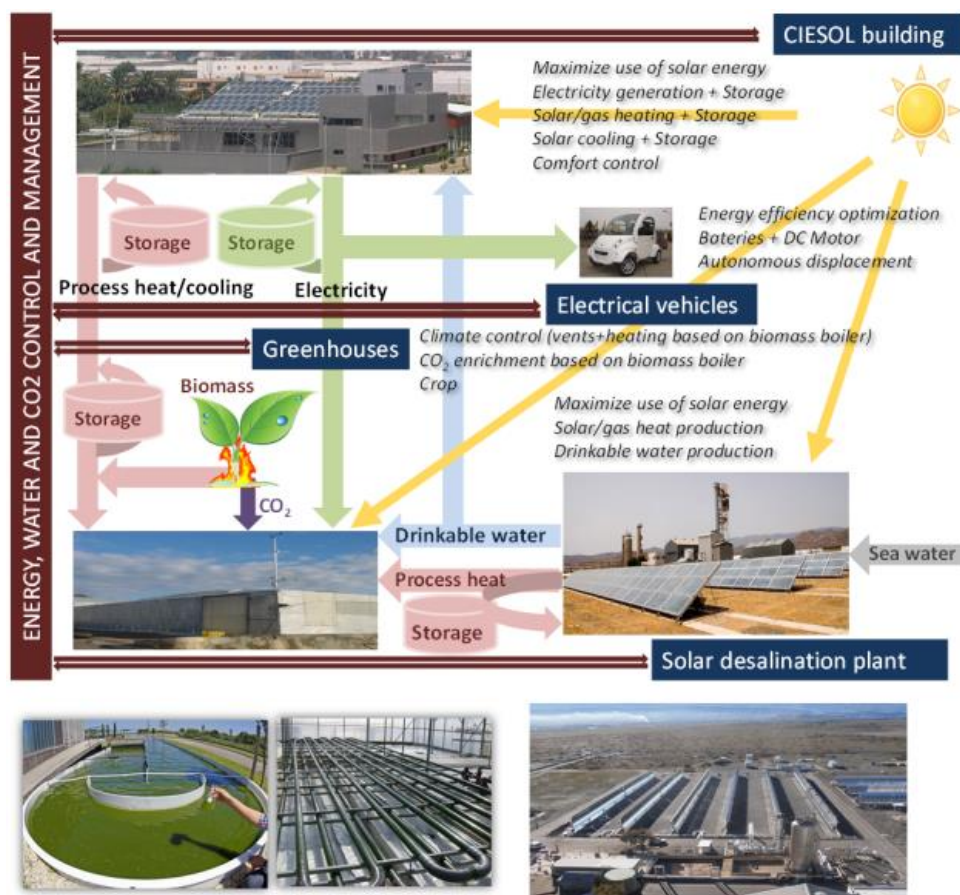 CIESOL building
ENERGY, WATER AND CO2 CONTROL AND MANAGEMENT
Maximize use of solar energy
Electricity generation + Storage
Solar/gas heating + Storage
Solar cooling + Storage
Comfort control
Storage
Storage
Energy efficiency optimization
Bateries + DC Motor
Autonomous displacement
Process heat/cooling
Electricity
Electrical vehicles
Greenhouses
Climate control (vents+heating based on biomass boiler)
CO₂ enrichment based on biomass boiler
Crop
Biomass
Storage
Maximize use of solar energy
Solar/gas heat production
Drinkable water production
CO₂
Drinkable water
Sea water
Process heat
Storage
Solar desalination plant